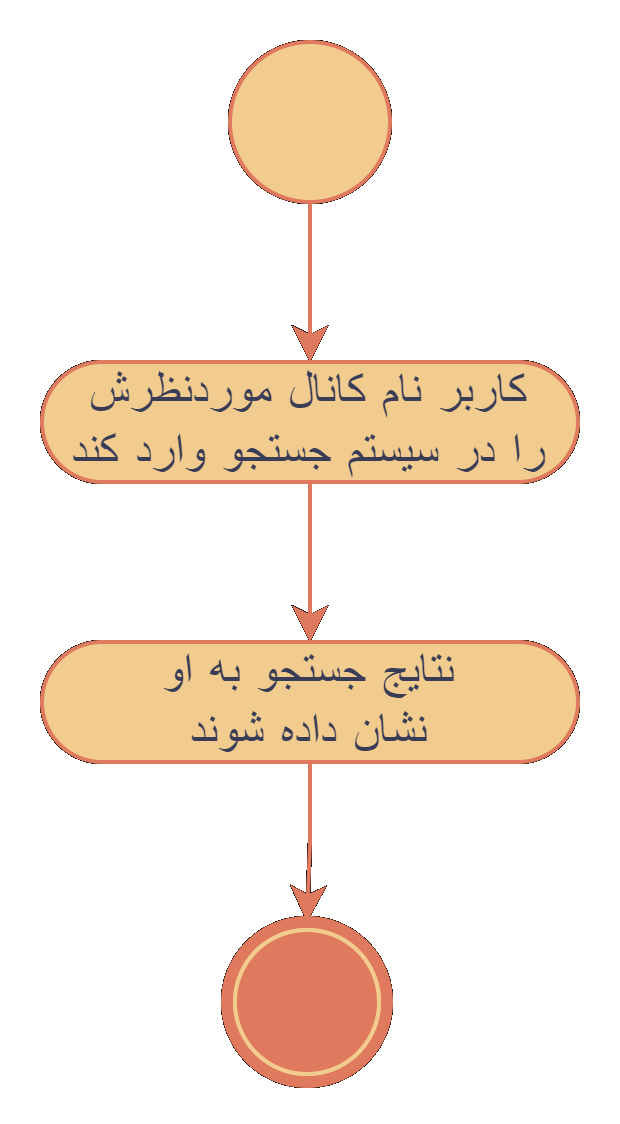 کاربر نام کانال موردنظرش
را در سیستم جستجو وارد کند
نتایج جستجو به او
نشان داده شوند